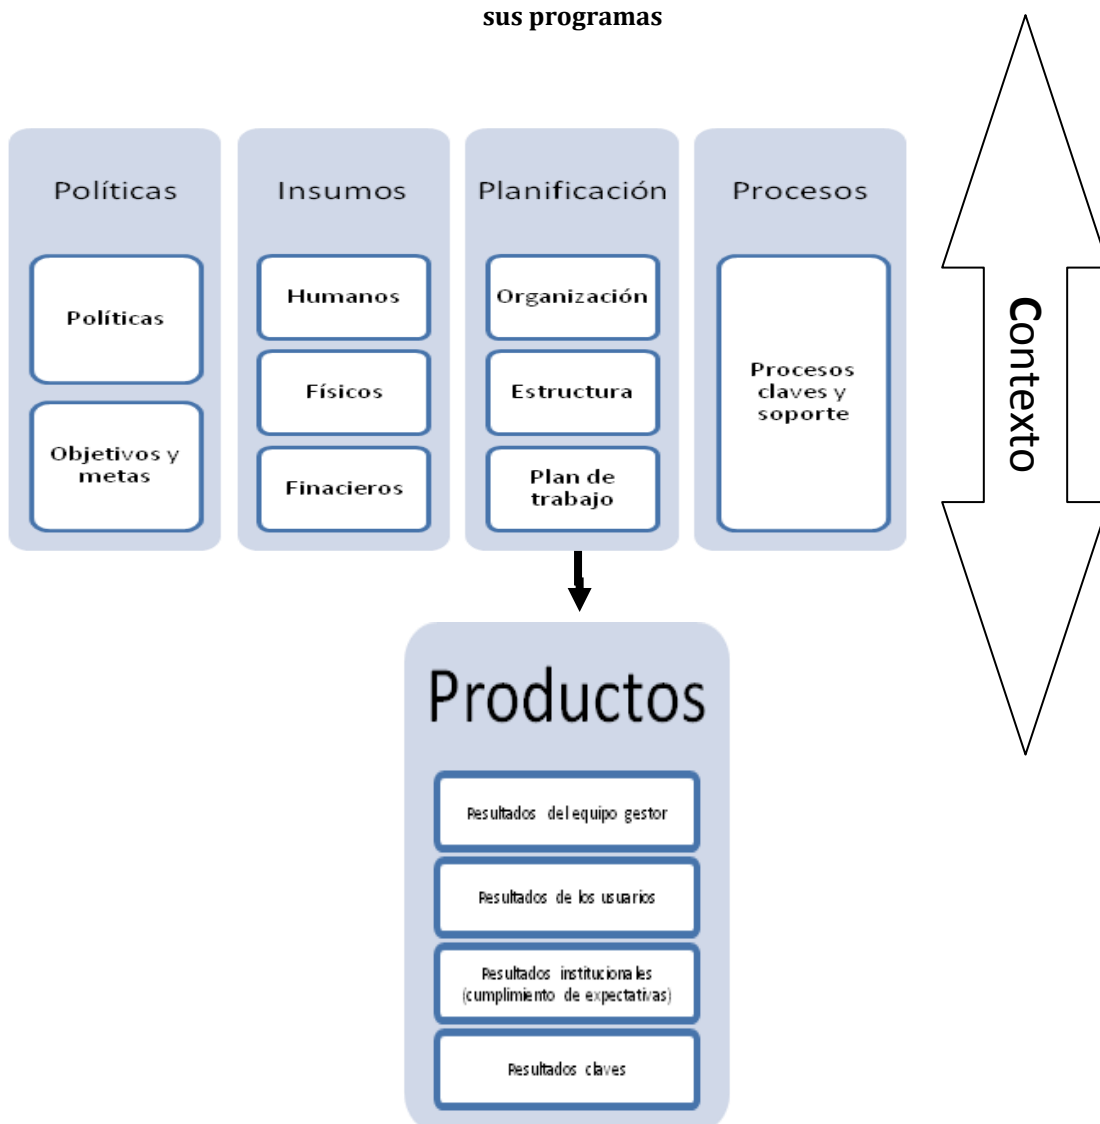 sus programas
Políticas
Políticas
Objetivos y
metas
Insumos
Humanos
Físicos
Finacieros
Planificación
Organización
Estructura
Plan de
trabajo
Procesos
Procesos
claves y
soporte
Contexto
Productos
Resultados del equipo gestor
Resultados de los usuarios
Resultados institucionales
(cumplimiento de expectativas)
Resultados claves